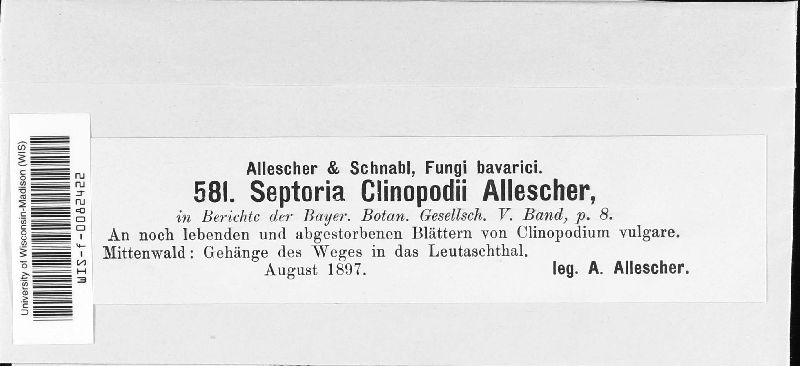 University of Wisconsin-Madison (WIS)
WIS-f-0082422
Allescher & Schnabl, Fungi bavarici.
581. Septoria Clinopodii Allescher,
in Berichte der Bayer. Botan. Gesellsch. V. Band, p. 8.
An noch lebenden und abgestorbenen Blättern von Clinopodium vulgare.
Mittenwald: Gehänge des Weges in das Leutaschthal.
August 1897.
leg. A. Allescher.